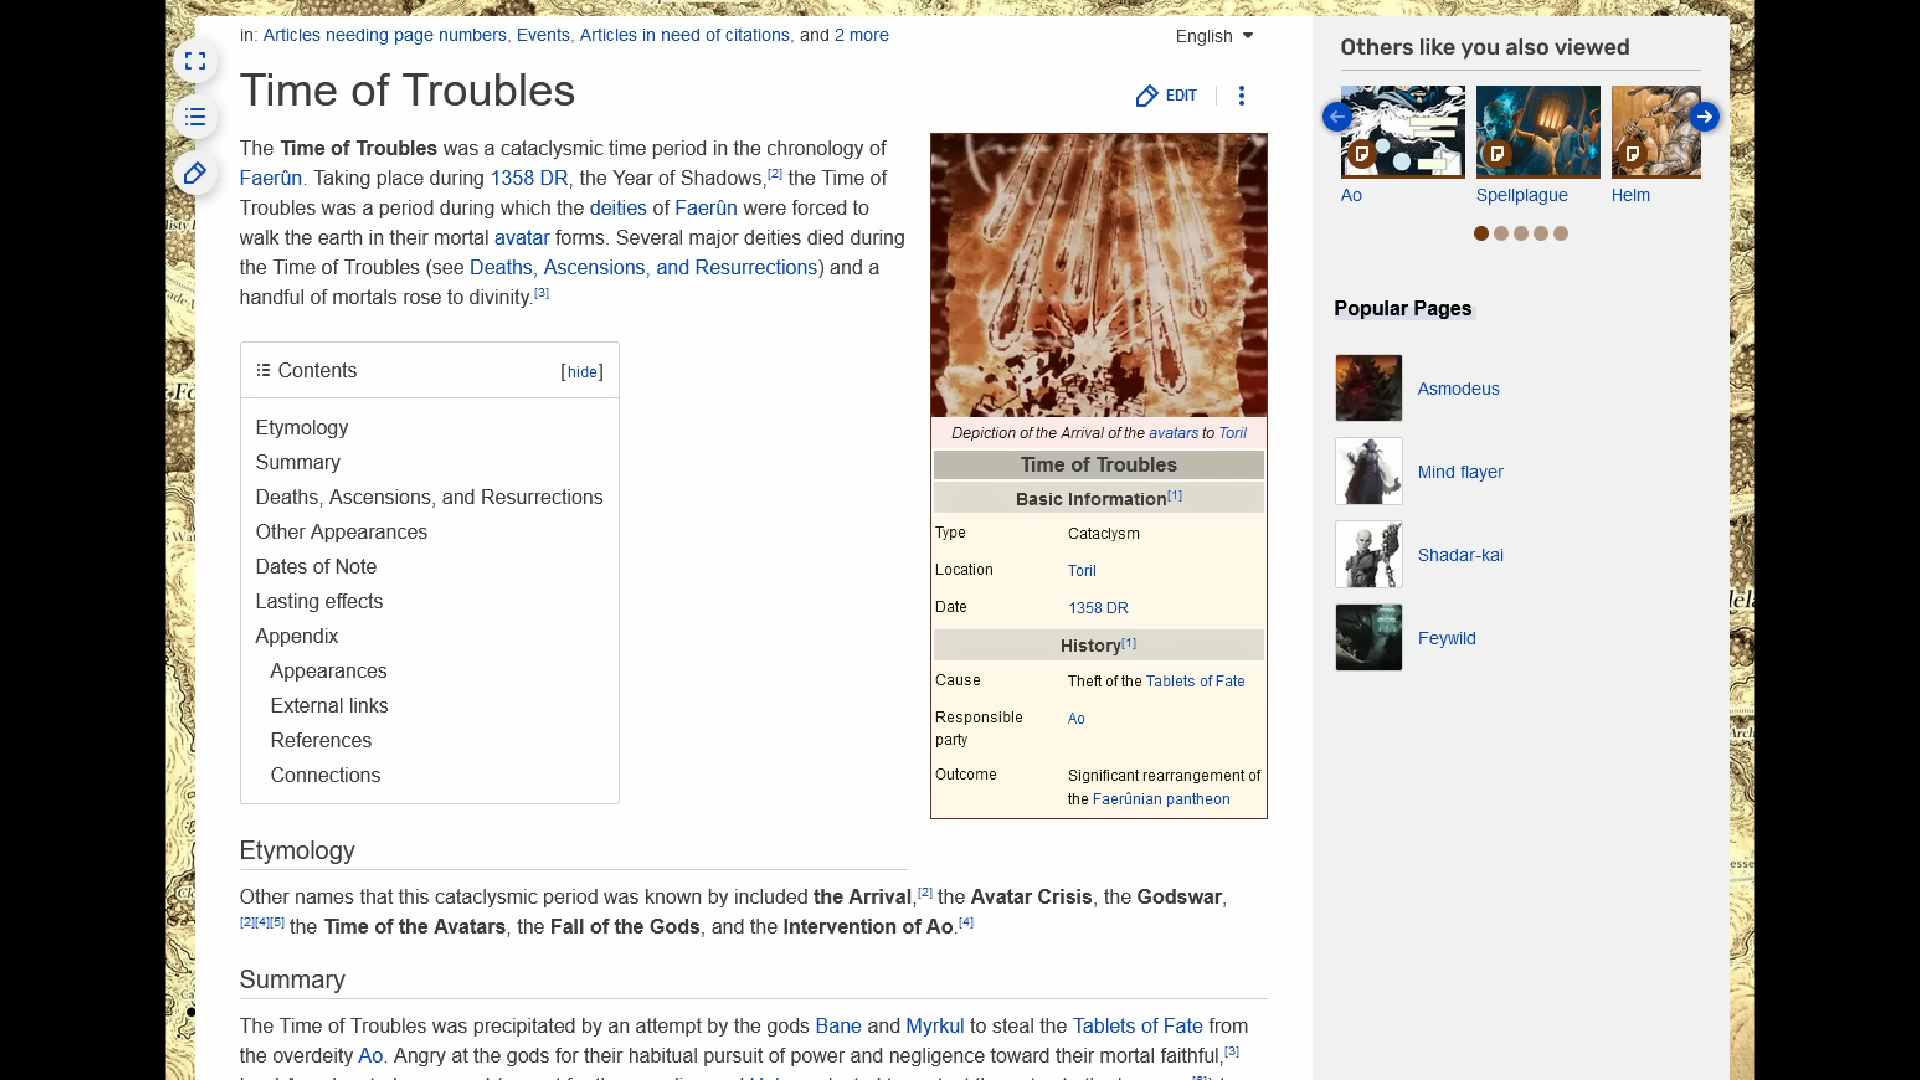 in: Articles needing page numbers, Events, Articles in need of citations, and 2 more
English
Time of Troubles
EDIT
The Time of Troubles was a cataclysmic time period in the chronology of
Faerûn. Taking place during 1358 DR, the Year of Shadows,[2] the Time of
Troubles was a period during which the deities of Faerûn were forced to
walk the earth in their mortal avatar forms. Several major deities died during
the Time of Troubles (see Deaths, Ascensions, and Resurrections) and a
handful of mortals rose to divinity.[3]
Contents
[hide]
Etymology
Summary
Deaths, Ascensions, and Resurrections
Other Appearances
Dates of Note
Lasting effects
Appendix
Appearances
External links
References
Connections
Depiction of the Arrival of the avatars to Toril
Time of Troubles
Basic Information[1]
Type Cataclysm
Location Toril
Date 1358 DR
History[1]
Cause Theft of the Tablets of Fate
Responsible
party
Ao
Outcome Significant rearrangement of
the Faerûnian pantheon
Etymology
Other names that this cataclysmic period was known by included the Arrival,[2] the Avatar Crisis, the Godswar,
[2][4][5] the Time of the Avatars, the Fall of the Gods, and the Intervention of Ao.[4]
Summary
The Time of Troubles was precipitated by an attempt by the gods Bane and Myrkul to steal the Tablets of Fate from
the overdeity Ao. Angry at the gods for their habitual pursuit of power and negligence toward their mortal faithful,[3]
Others like you also viewed
Ao
Spellplague
Helm
Popular Pages
Asmodeus
Mind flayer
Shadar-kai
Feywild